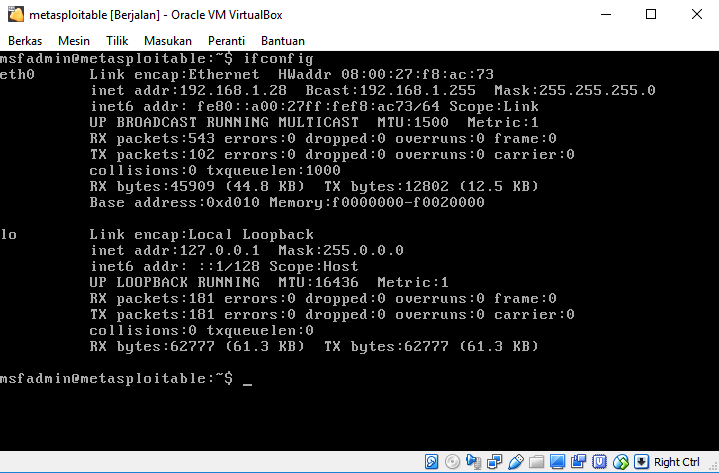 metasploitable [Berjalan] - Oracle VM VirtualBox
Berkas Mesin Tilik Masukan Peranti Bantuan
msfadmin@metasploitable:~$ ifconfig
eth0 Link encap:Ethernet HWaddr 08:00:27:f8:ac:73
inet addr:192.168.1.28 Bcast:192.168.1.255 Mask:255.255.255.0
inet6 addr: fe80::a00:27ff:fef8:ac73/64 Scope:Link
UP BROADCAST RUNNING MULTICAST MTU:1500 Metric:1
RX packets:543 errors:0 dropped:0 overruns:0 frame:0
TX packets:102 errors:0 dropped:0 overruns:0 carrier:0
collisions:0 txqueuelen:1000
RX bytes:45909 (44.8 KB) TX bytes:12802 (12.5 KB)
Base address:0xd010 Memory:f0000000-f0020000
lo Link encap:Local Loopback
inet addr:127.0.0.1 Mask:255.0.0.0
inet6 addr: ::1/128 Scope:Host
UP LOOPBACK RUNNING MTU:16436 Metric:1
RX packets:181 errors:0 dropped:0 overruns:0 frame:0
TX packets:181 errors:0 dropped:0 overruns:0 carrier:0
collisions:0 txqueuelen:0
RX bytes:62777 (61.3 KB) TX bytes:62777 (61.3 KB)
msfadmin@metasploitable:~$ _
Right Ctrl